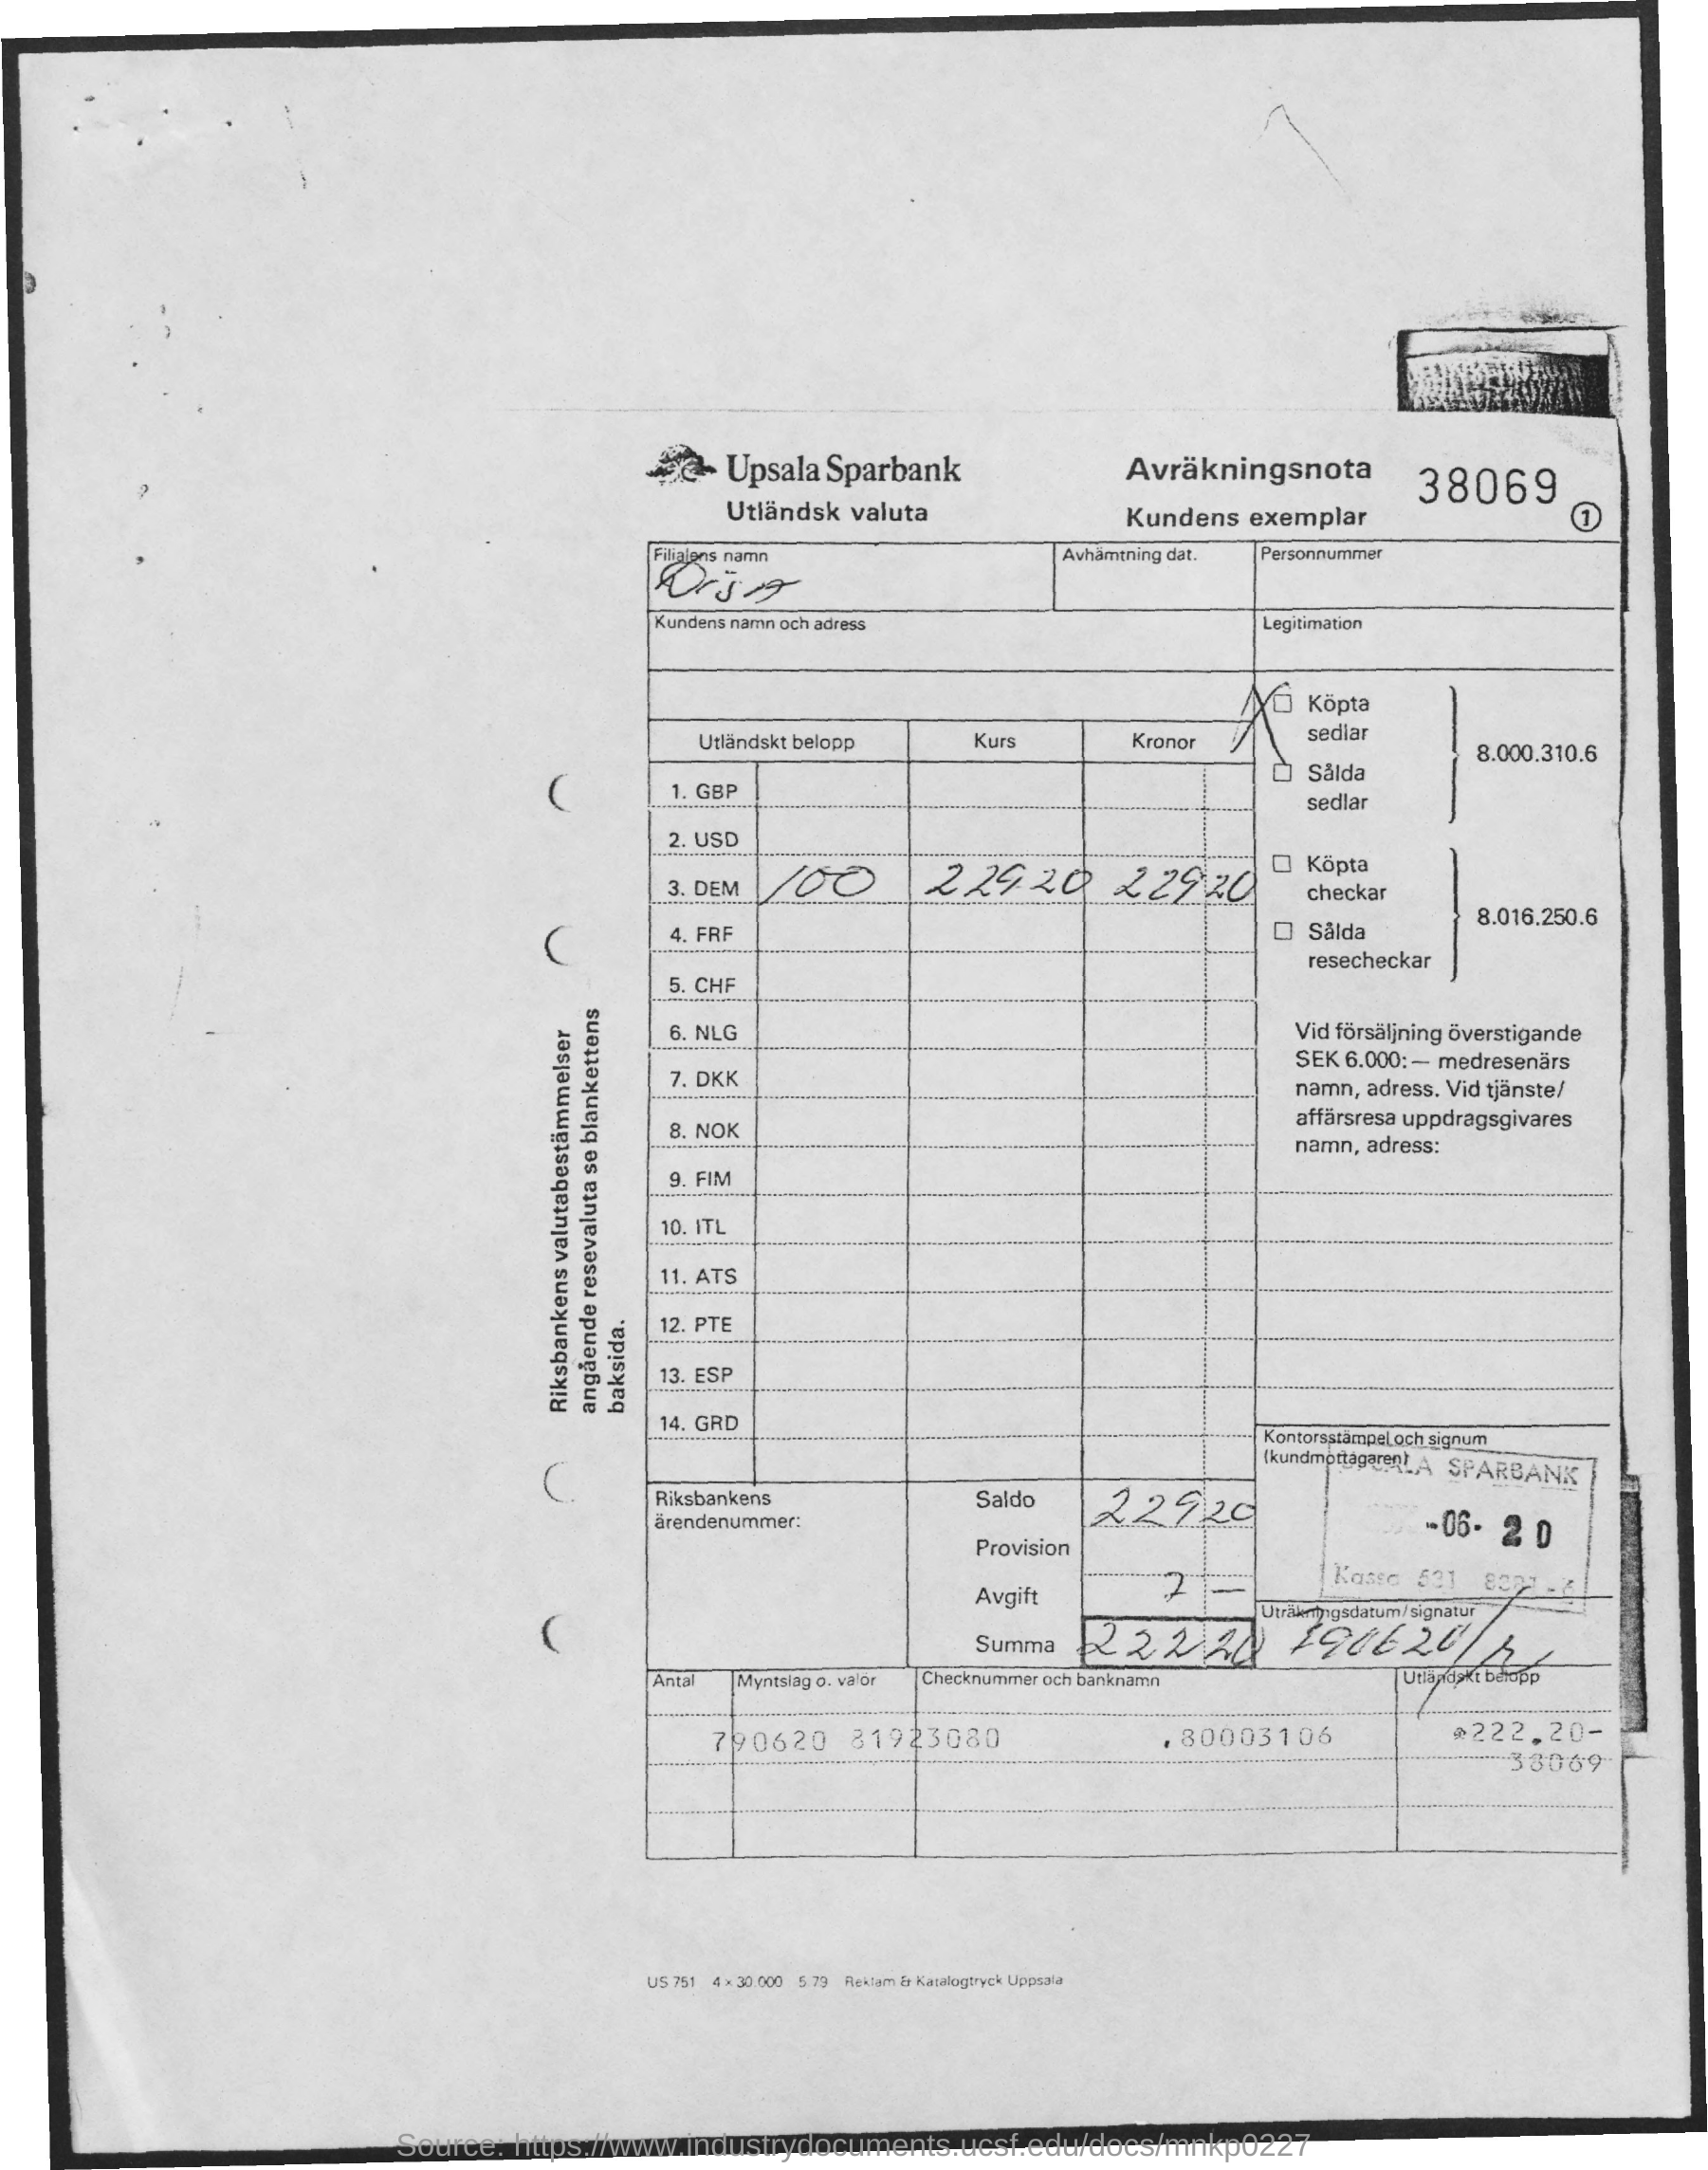 Upsala Sparbank
Utländsk valuta
Avräkningsnota
Kundens exemplar
38069
1
Filialens namn
Avhämtning dat.
Personnummer
Kundens namn och adress
Legitimation
Utländskt belopp Kurs Kronor
Köpta sedlar
Sålda sedlar
8.000.310.6
Köpta checkar
Sålda resecheckar
8.016.250.6
1. GBP
2. USD
3. DEM 100 229.20 229 20
4. FRF
5. CHF
6. NLG
7. DKK
8. NOK
9. FIM
10. ITL
11. ATS
12. PTE
13. ESP
14. GRD
Vid försäljning överstigande
SEK 6.000:— medresenärs
namn, adress. Vid tjänste/
affärsresa uppdragsgivares
namn, adress:
Riksbankens valutabestämmelser
angående resevaluta se blankettens
baksida.
Kontorsstämpel och signum
(kundmottagaren)
SPARBANK
-06- 20
Kassa 531
Riksbankens
ärendenummer:
Saldo 229 20
Provision
Avgift 7 —
Summa 222 20
Uträkningsdatum/signatur
790620/
Antal Myntslag o. valör Checknummer och banknamn Utländskt belopp
790620 81923080 .80003106 222.20-
38069
US 751 4 × 30.000 5.79 Reklam & Katalogtryck Uppsala
Source: https://www.industrydocuments.ucsf.edu/docs/mnkp0227